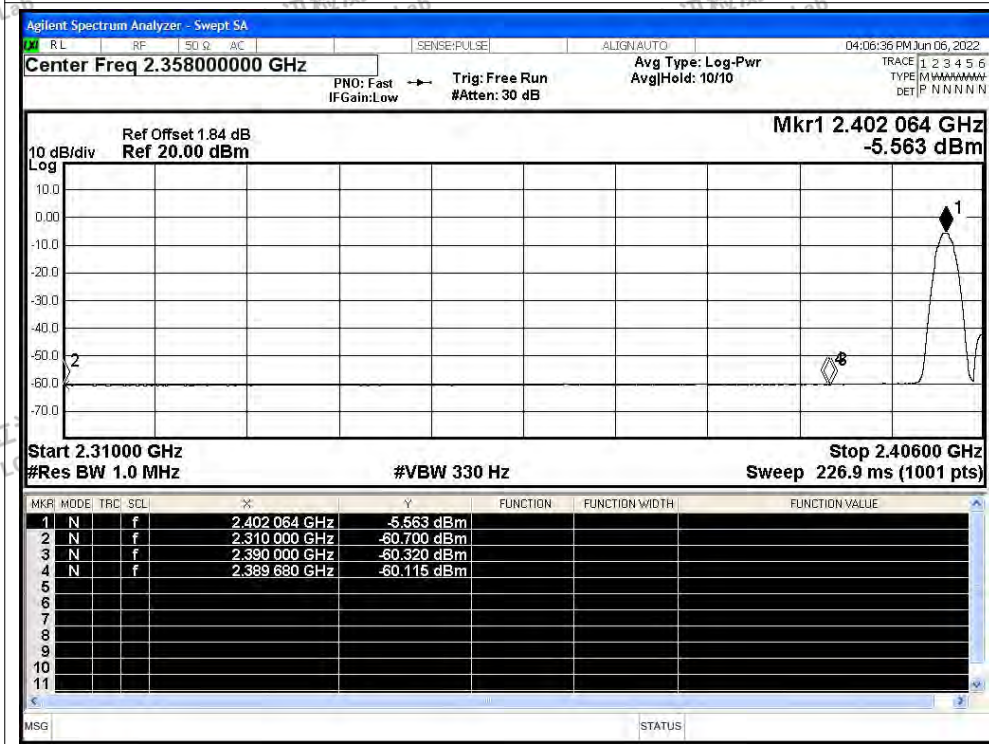 Agilent Spectrum Analyzer - Swept SA
RL RF 50 Ω AC SENSE:PULSE ALIGN AUTO 04:06:36 PM Jun 06, 2022
Center Freq 2.358000000 GHz Avg Type: Log-Pwr TRACE 1 2 3 4 5 6
PNO: Fast Trig: Free Run Avg|Hold: 10/10 TYPE M
IFGain:Low #Atten: 30 dB DET P N N N N N
Mkr1 2.402 064 GHz
Ref Offset 1.84 dB
10 dB/div Ref 20.00 dBm -5.563 dBm
Log
10.0
0.00
1
-10.0
-20.0
-30.0
-40.0
-50.0
2
-60.0
-70.0
Start 2.31000 GHz Stop 2.40600 GHz
#Res BW 1.0 MHz #VBW 330 Hz Sweep 226.9 ms (1001 pts)
MKR MODE TRC SCL X Y FUNCTION FUNCTION WIDTH FUNCTION VALUE
1 N f 2.402 064 GHz -5.563 dBm
2 N f 2.310 000 GHz -60.700 dBm
3 N f 2.390 000 GHz -60.320 dBm
4 N f 2.389 680 GHz -60.115 dBm
5
6
7
8
9
10
11
MSG STATUS